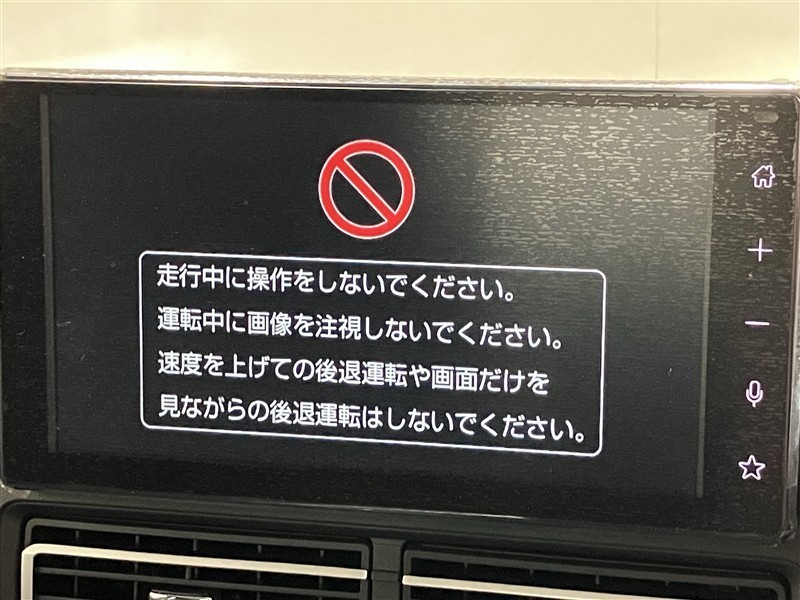 走行中に操作をしないでください。
運転中に画像を注視しないでください。
速度を上げての後退運転や画面だけを
見ながらの後退運転はしないでください。